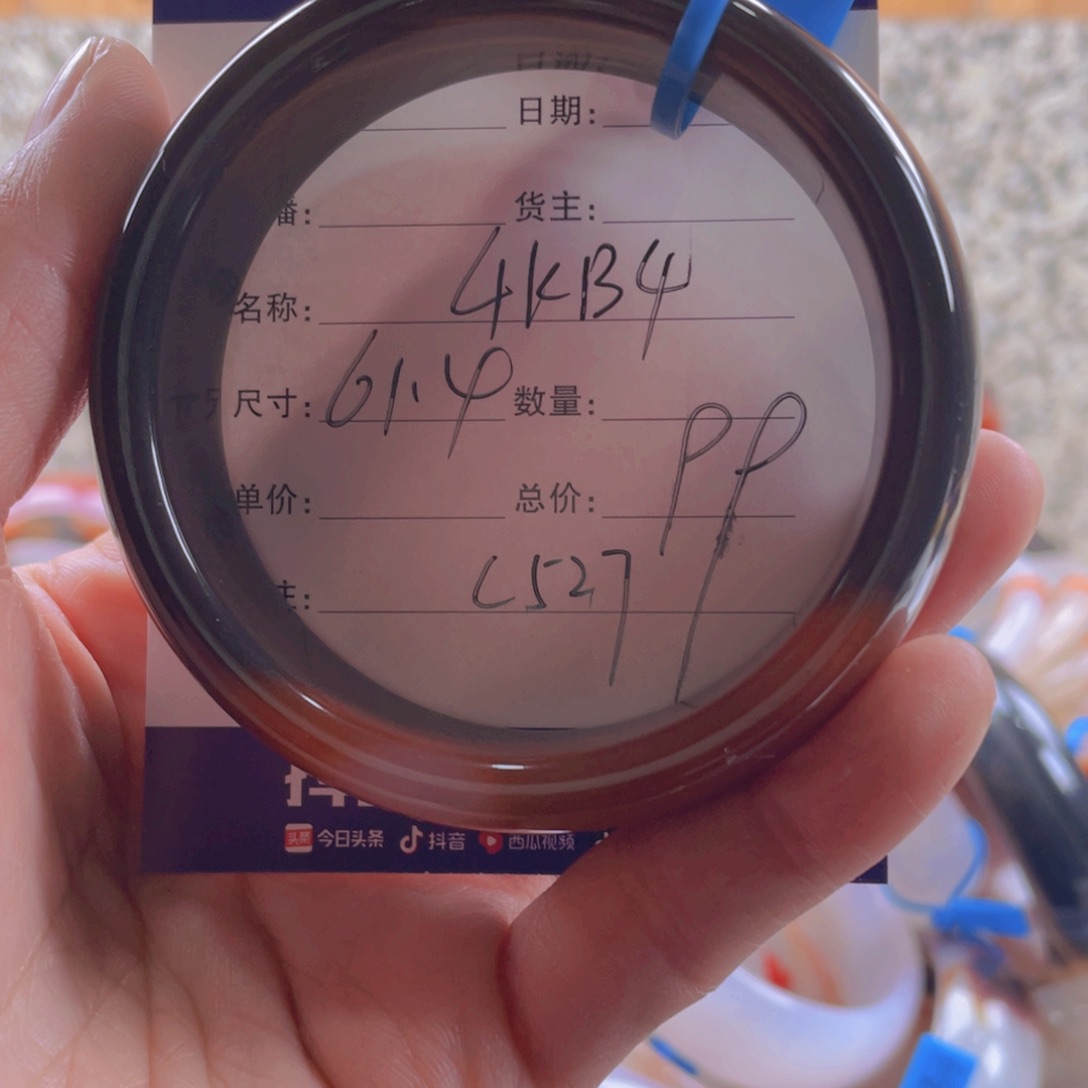 日期:
播: 货主:
名称: 4KB4
尺寸: 61.4 数量: PP
单价: 总价:
C527
今日头条 抖音 西瓜视频